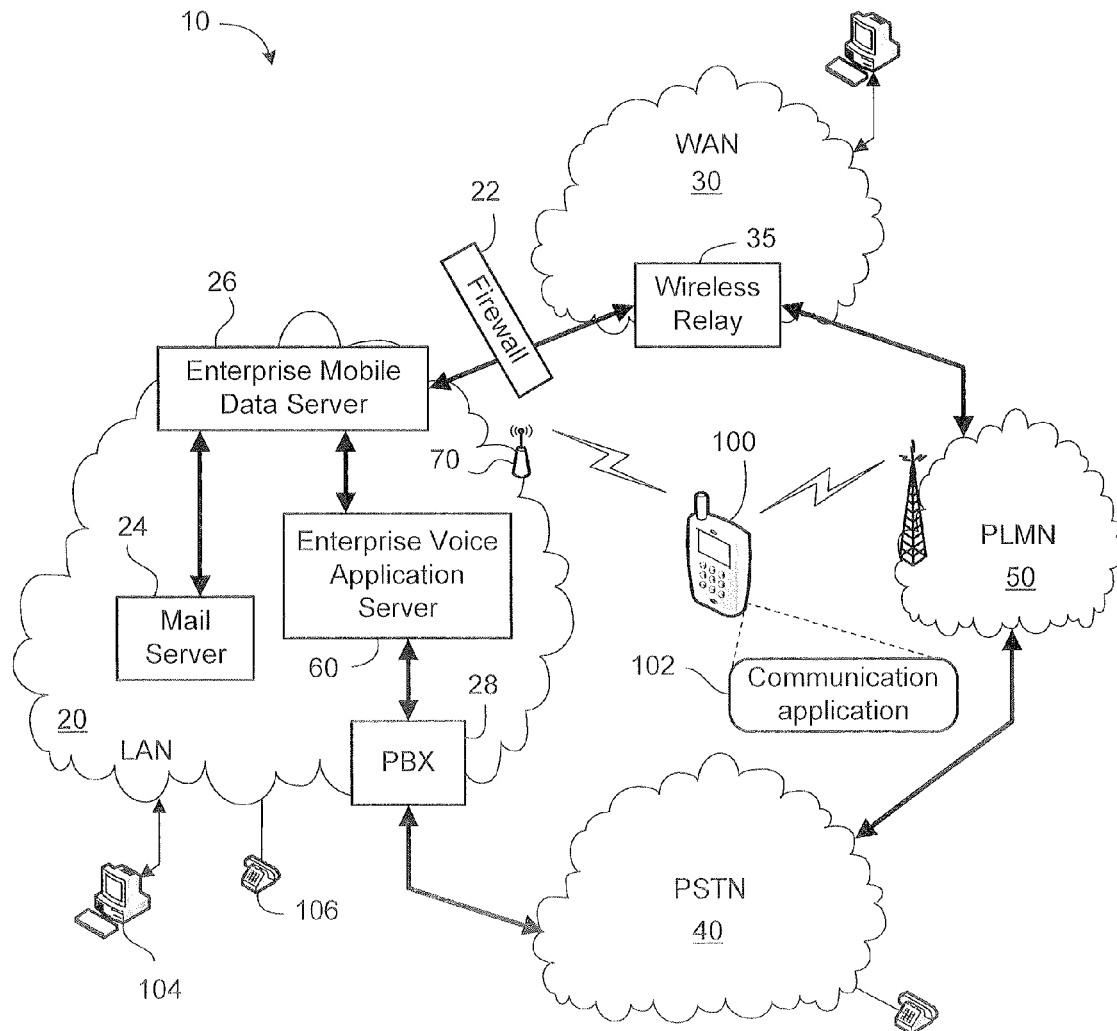 10
WAN
30
22
35
Firewall
Wireless
Relay
26
Enterprise Mobile
Data Server
70
100
24
Enterprise Voice
Application
Server
PLMN
50
Mail
Server
60
28
102
Communication
application
20
LAN
PBX
PSTN
40
106
104